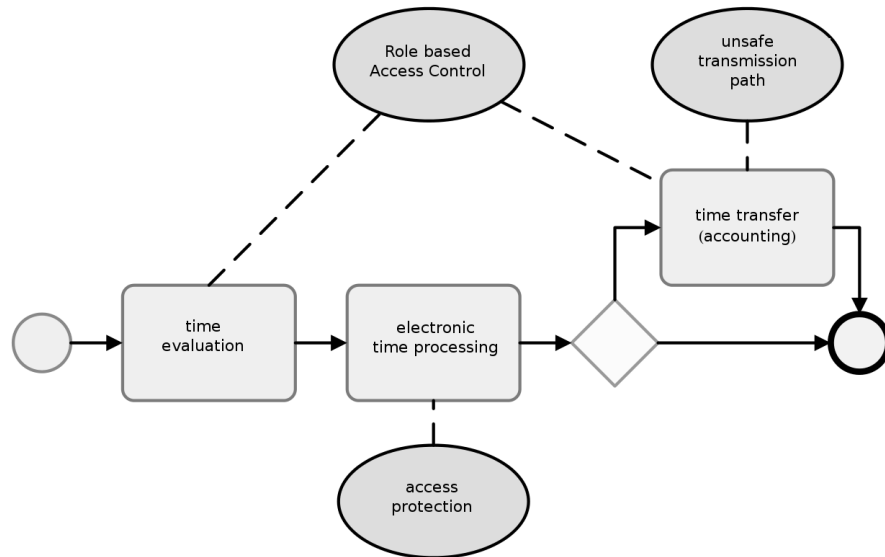 Role based
Access Control
unsafe
transmission
path
time transfer
(accounting)
time
evaluation
electronic
time processing
access
protection